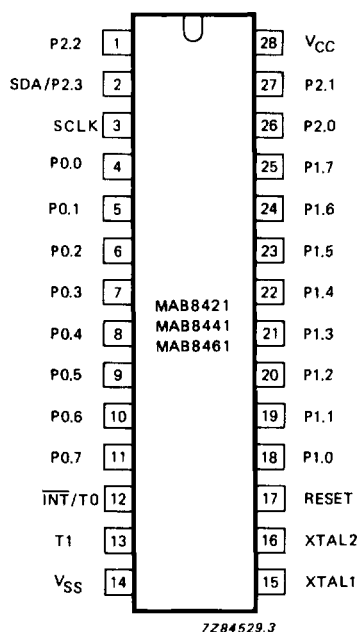 P2.2 1 28 VCC
SDA/P2.3 2 27 P2.1
SCLK 3 26 P2.0
P0.0 4 25 P1.7
P0.1 5 24 P1.6
P0.2 6 23 P1.5
P0.3 7 22 P1.4
MAB8421
MAB8441
MAB8461
P0.4 8 21 P1.3
P0.5 9 20 P1.2
P0.6 10 19 P1.1
P0.7 11 18 P1.0
INT/T0 12 17 RESET
T1 13 16 XTAL2
VSS 14 15 XTAL1
7Z84529.3